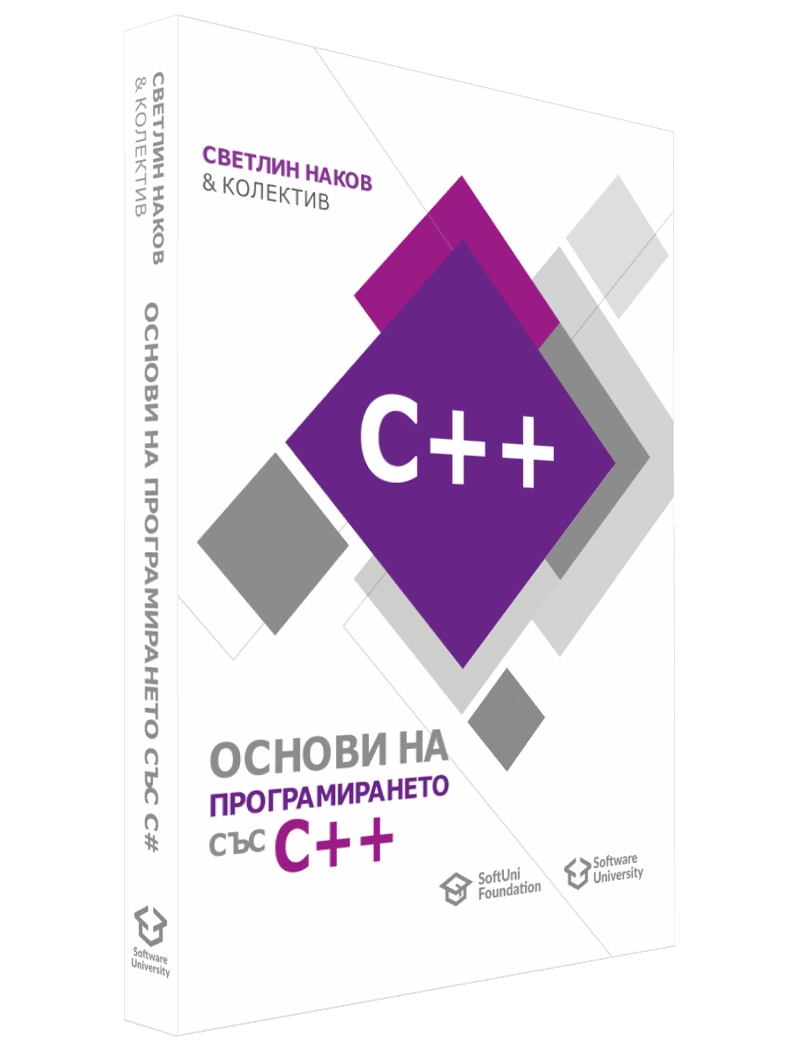 СВЕТЛИН НАКОВ
& КОЛЕКТИВ
ОСНОВИ НА ПРОГРАМИРАНЕТО СЪС C#
Software
University
СВЕТЛИН НАКОВ
& КОЛЕКТИВ
C++
ОСНОВИ НА
ПРОГРАМИРАНЕТО
СЪС C++
SoftUni
Foundation
Software
University